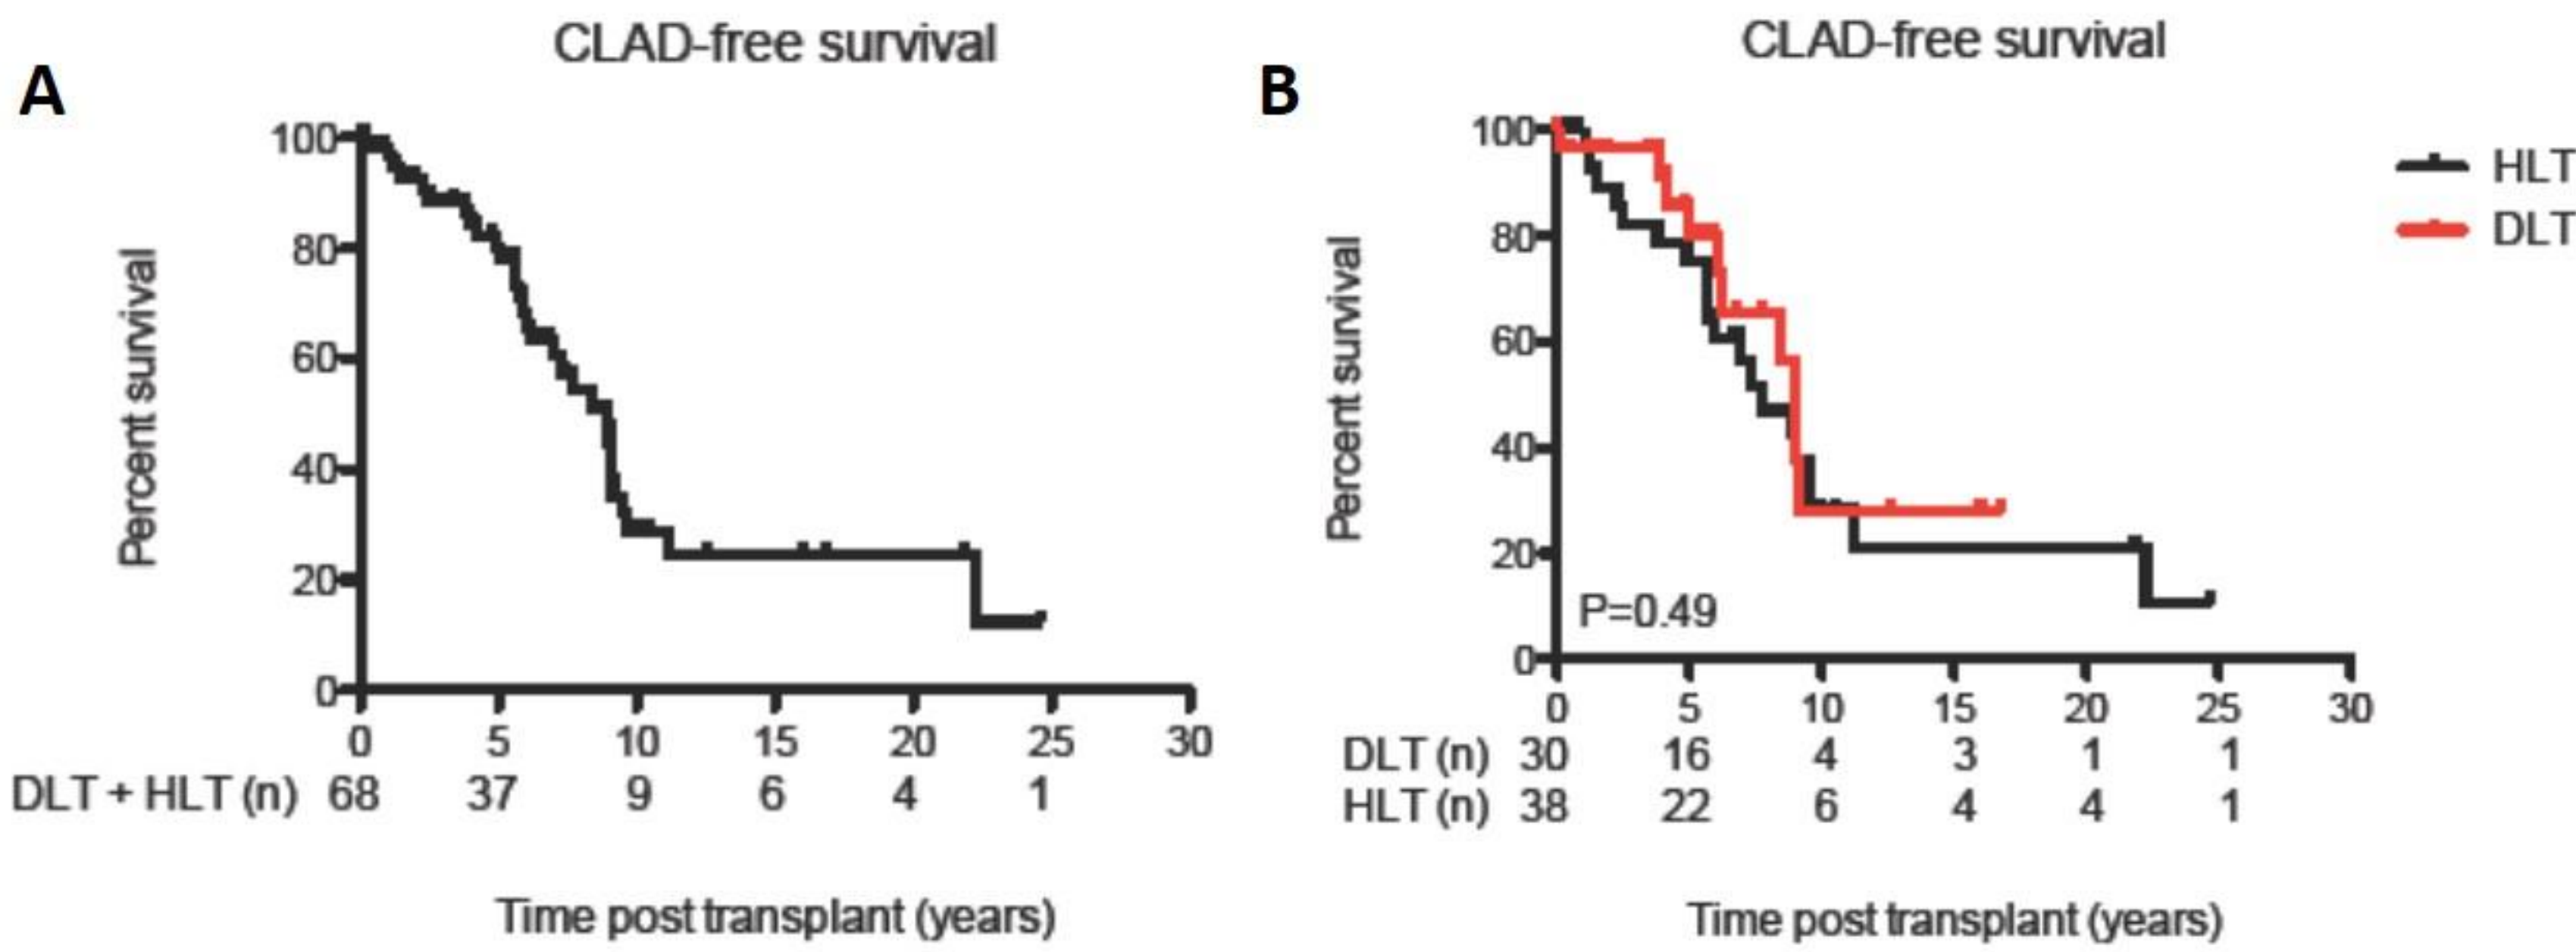 A
CLAD-free survival
Percent survival
100
80
60
40
20
0
0 5 10 15 20 25 30
DLT + HLT (n) 68 37 9 6 4 1
Time post transplant (years)
B
CLAD-free survival
Percent survival
100
80
60
40
20
0
P=0.49
HLT
DLT
0 5 10 15 20 25 30
DLT (n) 30 16 4 3 1 1
HLT (n) 38 22 6 4 4 1
Time post transplant (years)